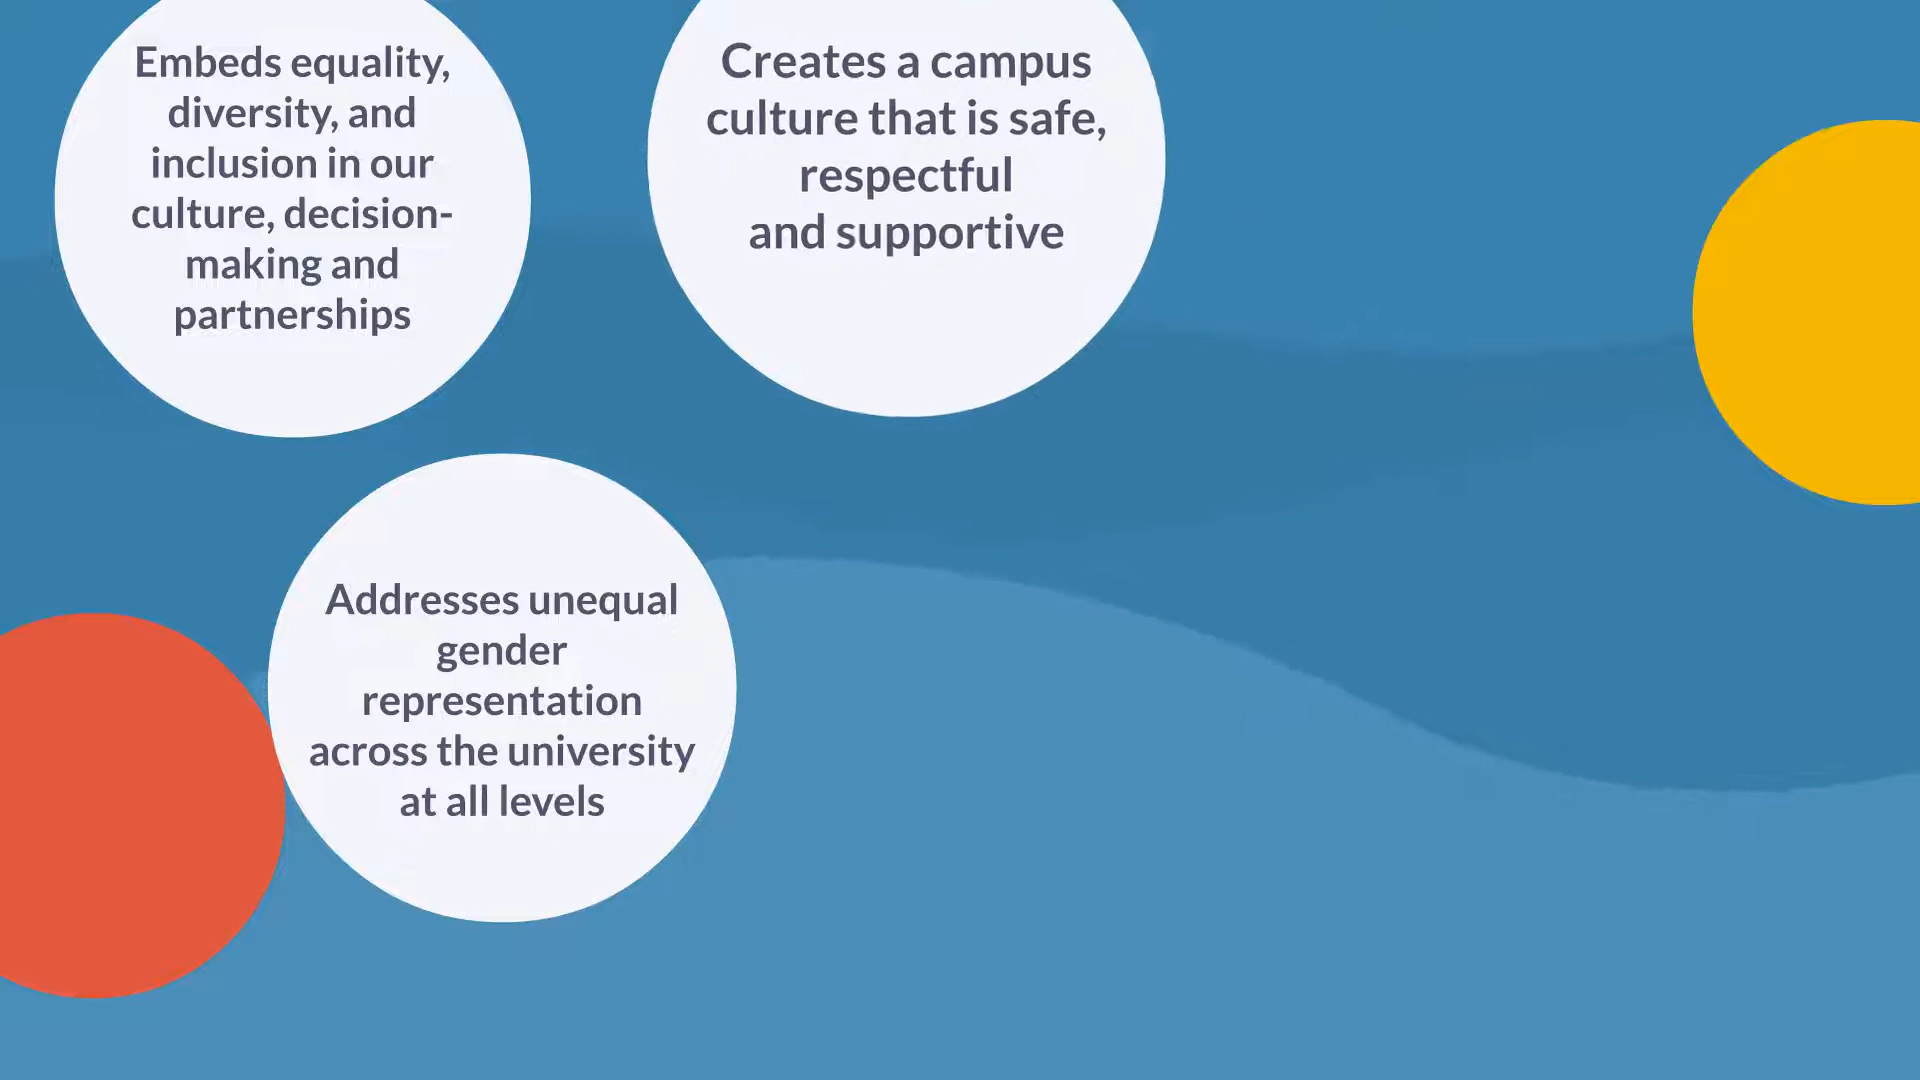 Embeds equality,
diversity, and
inclusion in our
culture, decision-
making and
partnerships
Creates a campus
culture that is safe,
respectful
and supportive
Addresses unequal
gender
representation
across the university
at all levels